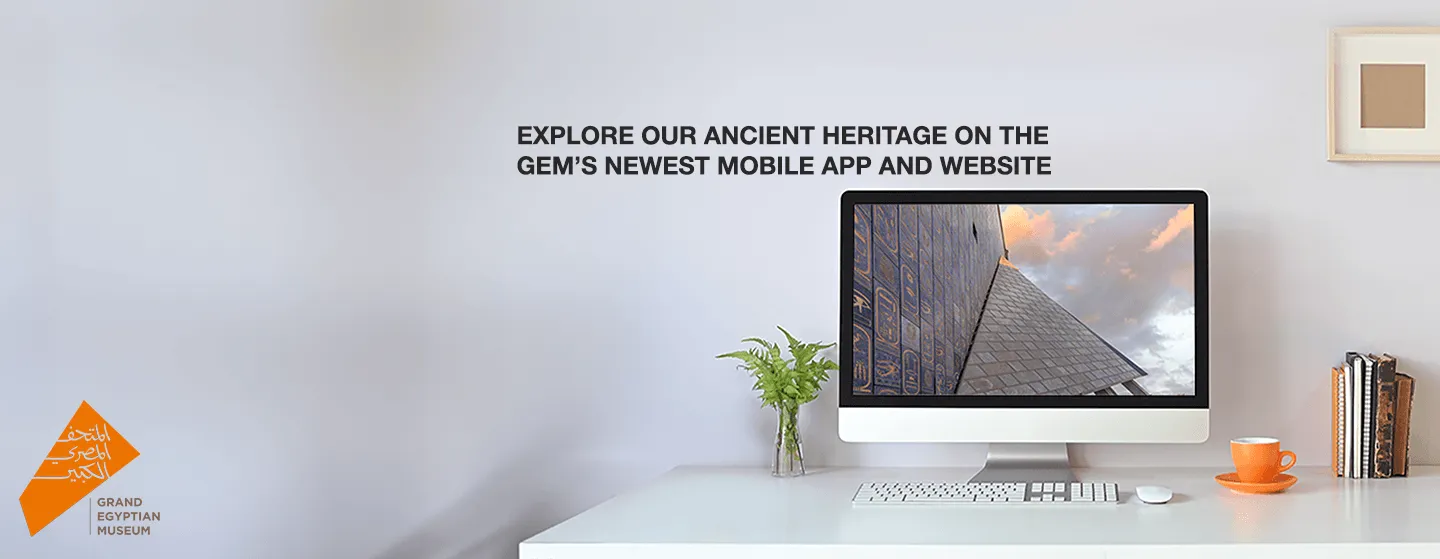 EXPLORE OUR ANCIENT HERITAGE ON THE
GEM’S NEWEST MOBILE APP AND WEBSITE
المتحف
المصري
الكبير
GRAND
EGYPTIAN
MUSEUM